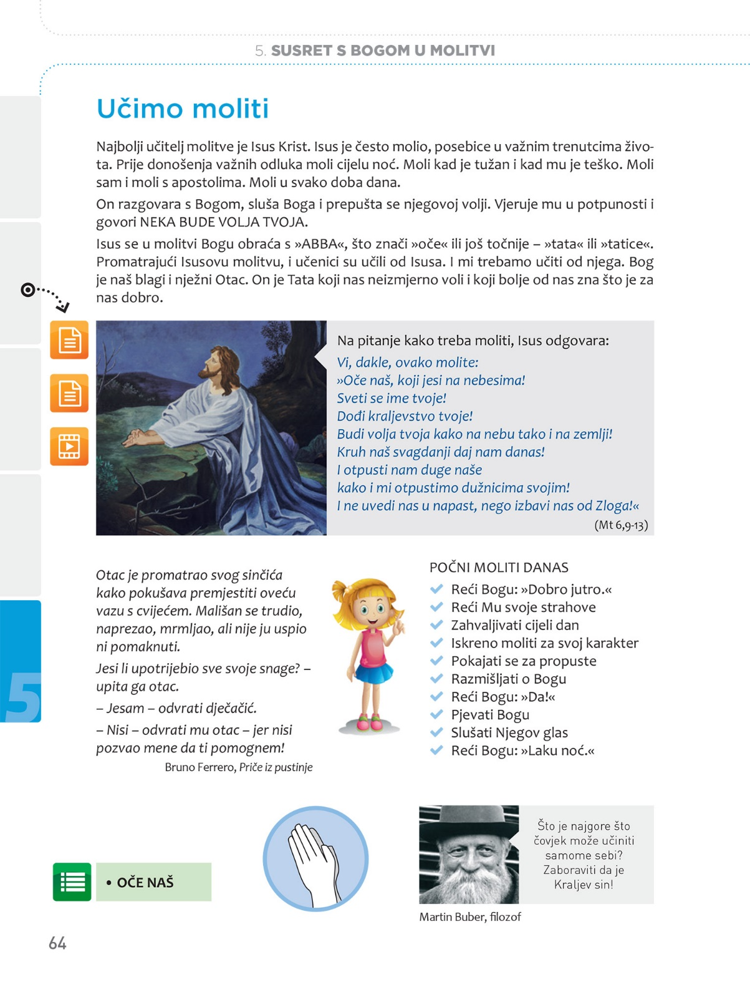 5. SUSRET S BOGOM U MOLITVI
Učimo moliti
Najbolji učitelj molitve je Isus Krist. Isus je često molio, posebice u važnim trenutcima živo-
ta. Prije donošenja važnih odluka moli cijelu noć. Moli kad je tužan i kad mu je teško. Moli
sam i moli s apostolima. Moli u svako doba dana.
On razgovara s Bogom, sluša Boga i prepušta se njegovoj volji. Vjeruje mu u potpunosti i
govori NEKA BUDE VOLJA TVOJA.
Isus se u molitvi Bogu obraća s »ABBA«, što znači »oče« ili još točnije – »tata« ili »tatice«.
Promatrajući Isusovu molitvu, i učenici su učili od Isusa. I mi trebamo učiti od njega. Bog
je naš blagi i nježni Otac. On je Tata koji nas neizmjerno voli i koji bolje od nas zna što je za
nas dobro.
Na pitanje kako treba moliti, Isus odgovara:
Vi, dakle, ovako molite:
»Oče naš, koji jesi na nebesima!
Sveti se ime tvoje!
Dođi kraljevstvo tvoje!
Budi volja tvoja kako na nebu tako i na zemlji!
Kruh naš svagdanji daj nam danas!
I otpusti nam duge naše
kako i mi otpustimo dužnicima svojim!
I ne uvedi nas u napast, nego izbavi nas od Zloga!«
(Mt 6,9-13)
Otac je promatrao svog sinčića
kako pokušava premjestiti oveću
vazu s cvijećem. Mališan se trudio,
naprezao, mrmljao, ali nije ju uspio
ni pomaknuti.
Jesi li upotrijebio sve svoje snage? –
upita ga otac.
– Jesam – odvrati dječačić.
– Nisi – odvrati mu otac – jer nisi
pozvao mene da ti pomognem!
Bruno Ferrero, Priče iz pustinje
POČNI MOLITI DANAS
Reći Bogu: »Dobro jutro.«
Reći Mu svoje strahove
Zahvaljivati cijeli dan
Iskreno moliti za svoj karakter
Pokajati se za propuste
Razmišljati o Bogu
Reći Bogu: »Da!«
Pjevati Bogu
Slušati Njegov glas
Reći Bogu: »Laku noć.«
5
• OČE NAŠ
Što je najgore što
čovjek može učiniti
samome sebi?
Zaboraviti da je
Kraljev sin!
Martin Buber, filozof
64